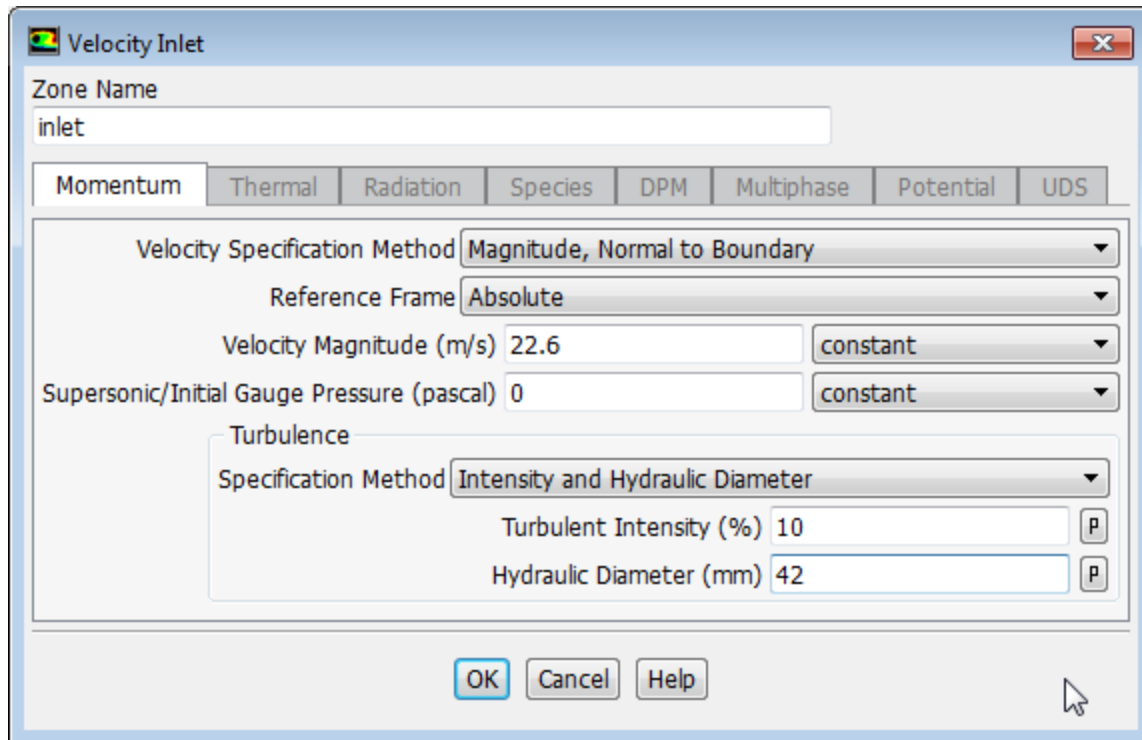 Velocity Inlet
Zone Name
inlet
Momentum Thermal Radiation Species DPM Multiphase Potential UDS
Velocity Specification Method Magnitude, Normal to Boundary
Reference Frame Absolute
Velocity Magnitude (m/s) 22.6 constant
Supersonic/Initial Gauge Pressure (pascal) 0 constant
Turbulence
Specification Method Intensity and Hydraulic Diameter
Turbulent Intensity (%) 10 P
Hydraulic Diameter (mm) 42 P
OK Cancel Help